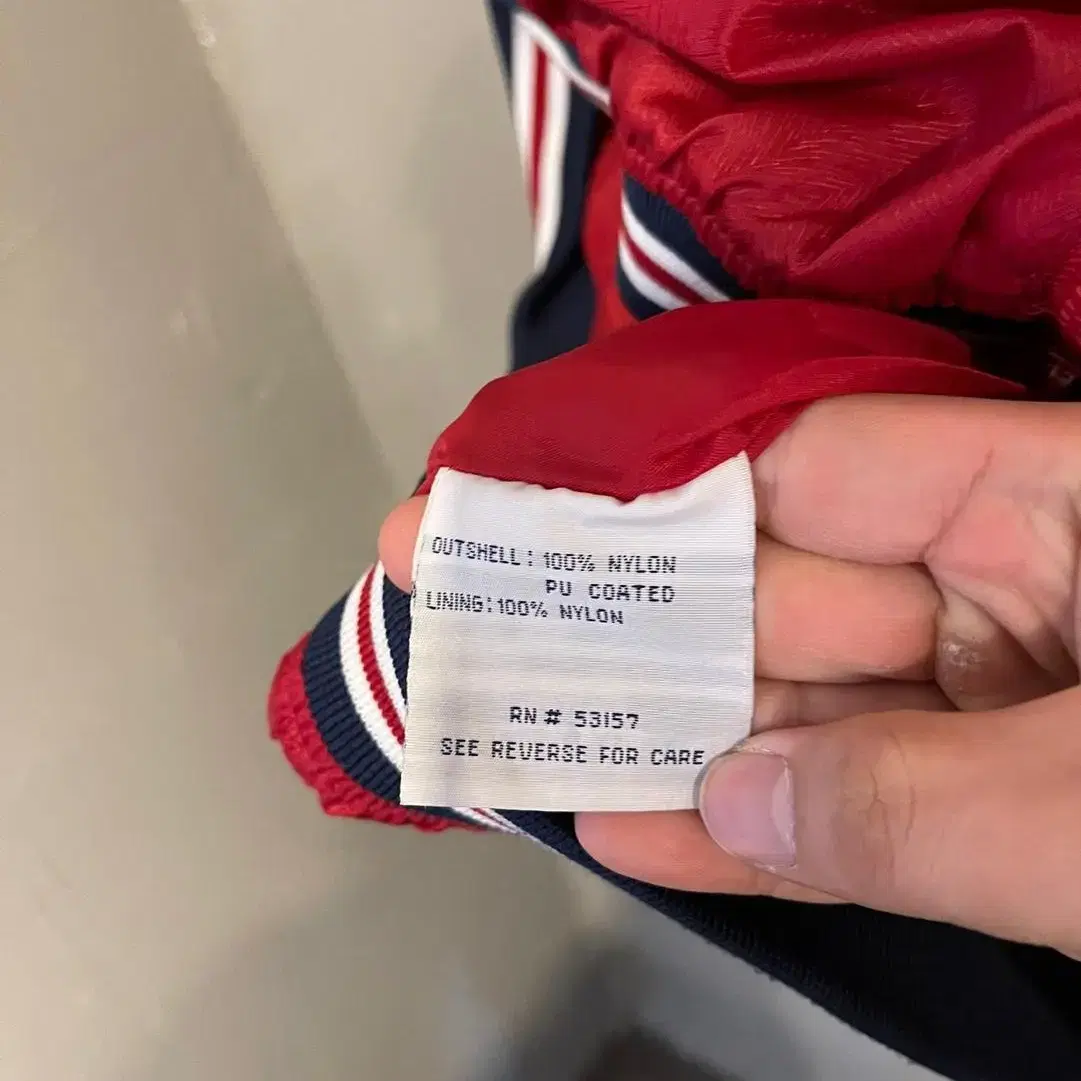 OUTSHELL: 100% NYLON
PU COATED
LINING: 100% NYLON
RN # 53157
SEE REVERSE FOR CARE